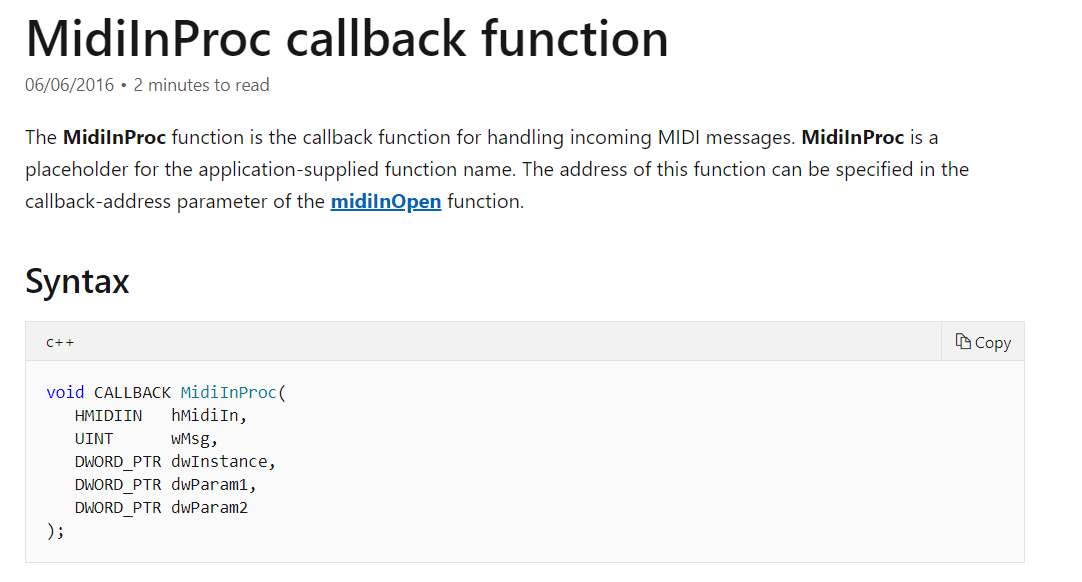 MidiInProc callback function
06/06/2016 • 2 minutes to read
The MidiInProc function is the callback function for handling incoming MIDI messages. MidiInProc is a
placeholder for the application-supplied function name. The address of this function can be specified in the
callback-address parameter of the midiInOpen function.
Syntax
C++
Copy
void CALLBACK MidiInProc(
   HMIDIIN   hMidiIn,
   UINT      wMsg,
   DWORD_PTR dwInstance,
   DWORD_PTR dwParam1,
   DWORD_PTR dwParam2
);